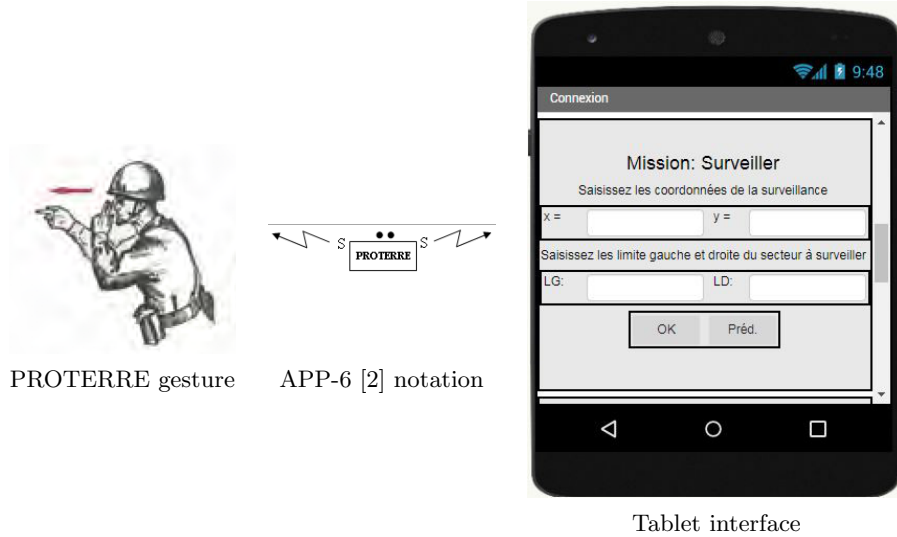 9:48
Connexion
Mission: Surveiller
Saisissez les coordonnées de la surveillance
x =
y =
Saisissez les limite gauche et droite du secteur à surveiller
LG:
LD:
OK
Préd.
S
S
PROTERRE
PROTERRE gesture
APP-6 [2] notation
Tablet interface